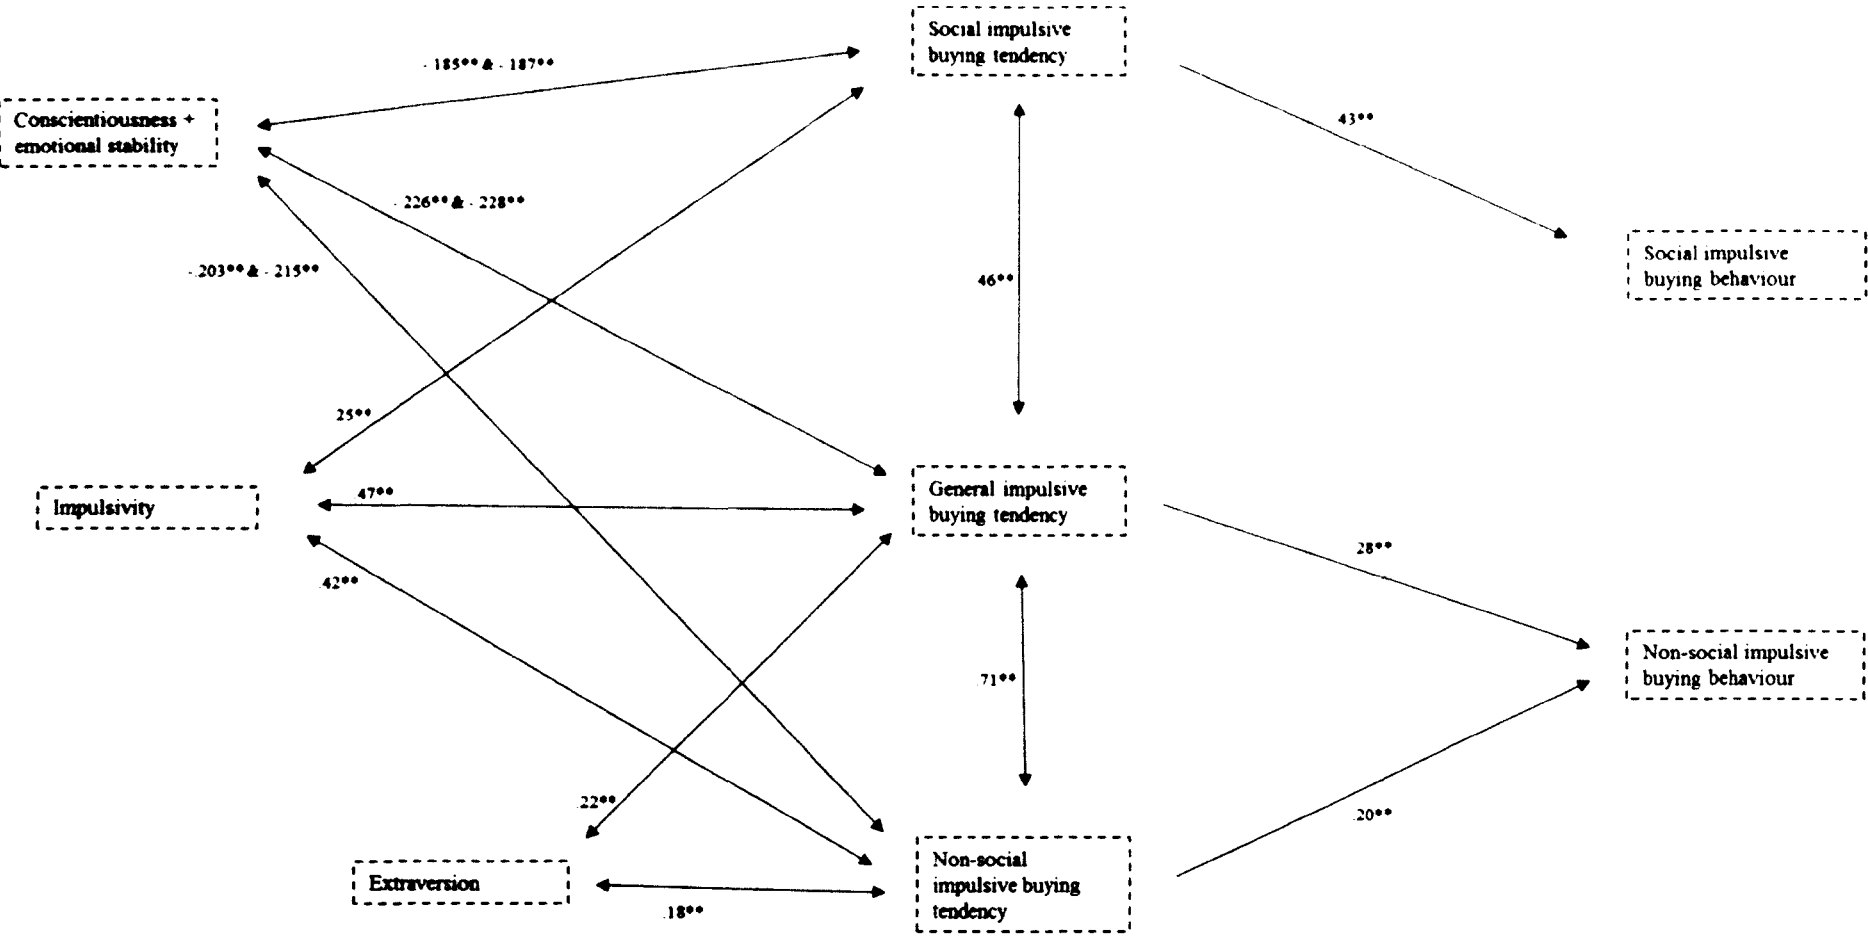 Social impulsive
buying tendency
- 185** & - 187**
Conscientiousness +
emotional stability
43**
- 226** & - 228**
Social impulsive
buying behaviour
- .203** & - 215**
46**
25**
.47**
General impulsive
buying tendency
Impulsivity
28**
.42**
Non-social impulsive
buying behaviour
.71**
.22**
.20**
Non-social
impulsive buying
tendency
Extraversion
.18**